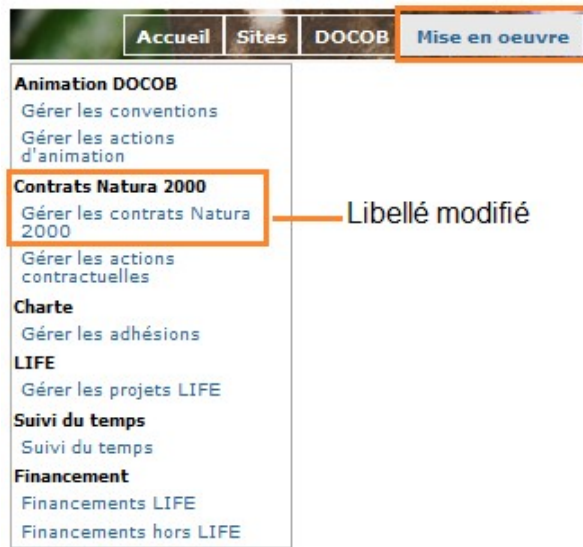 Accueil Sites DOCOB Mise en oeuvre
Animation DOCOB
Gérer les conventions
Gérer les actions
d'animation
Contrats Natura 2000
Gérer les contrats Natura
2000
Libellé modifié
Gérer les actions
contractuelles
Charte
Gérer les adhésions
LIFE
Gérer les projets LIFE
Suivi du temps
Suivi du temps
Financement
Financements LIFE
Financements hors LIFE